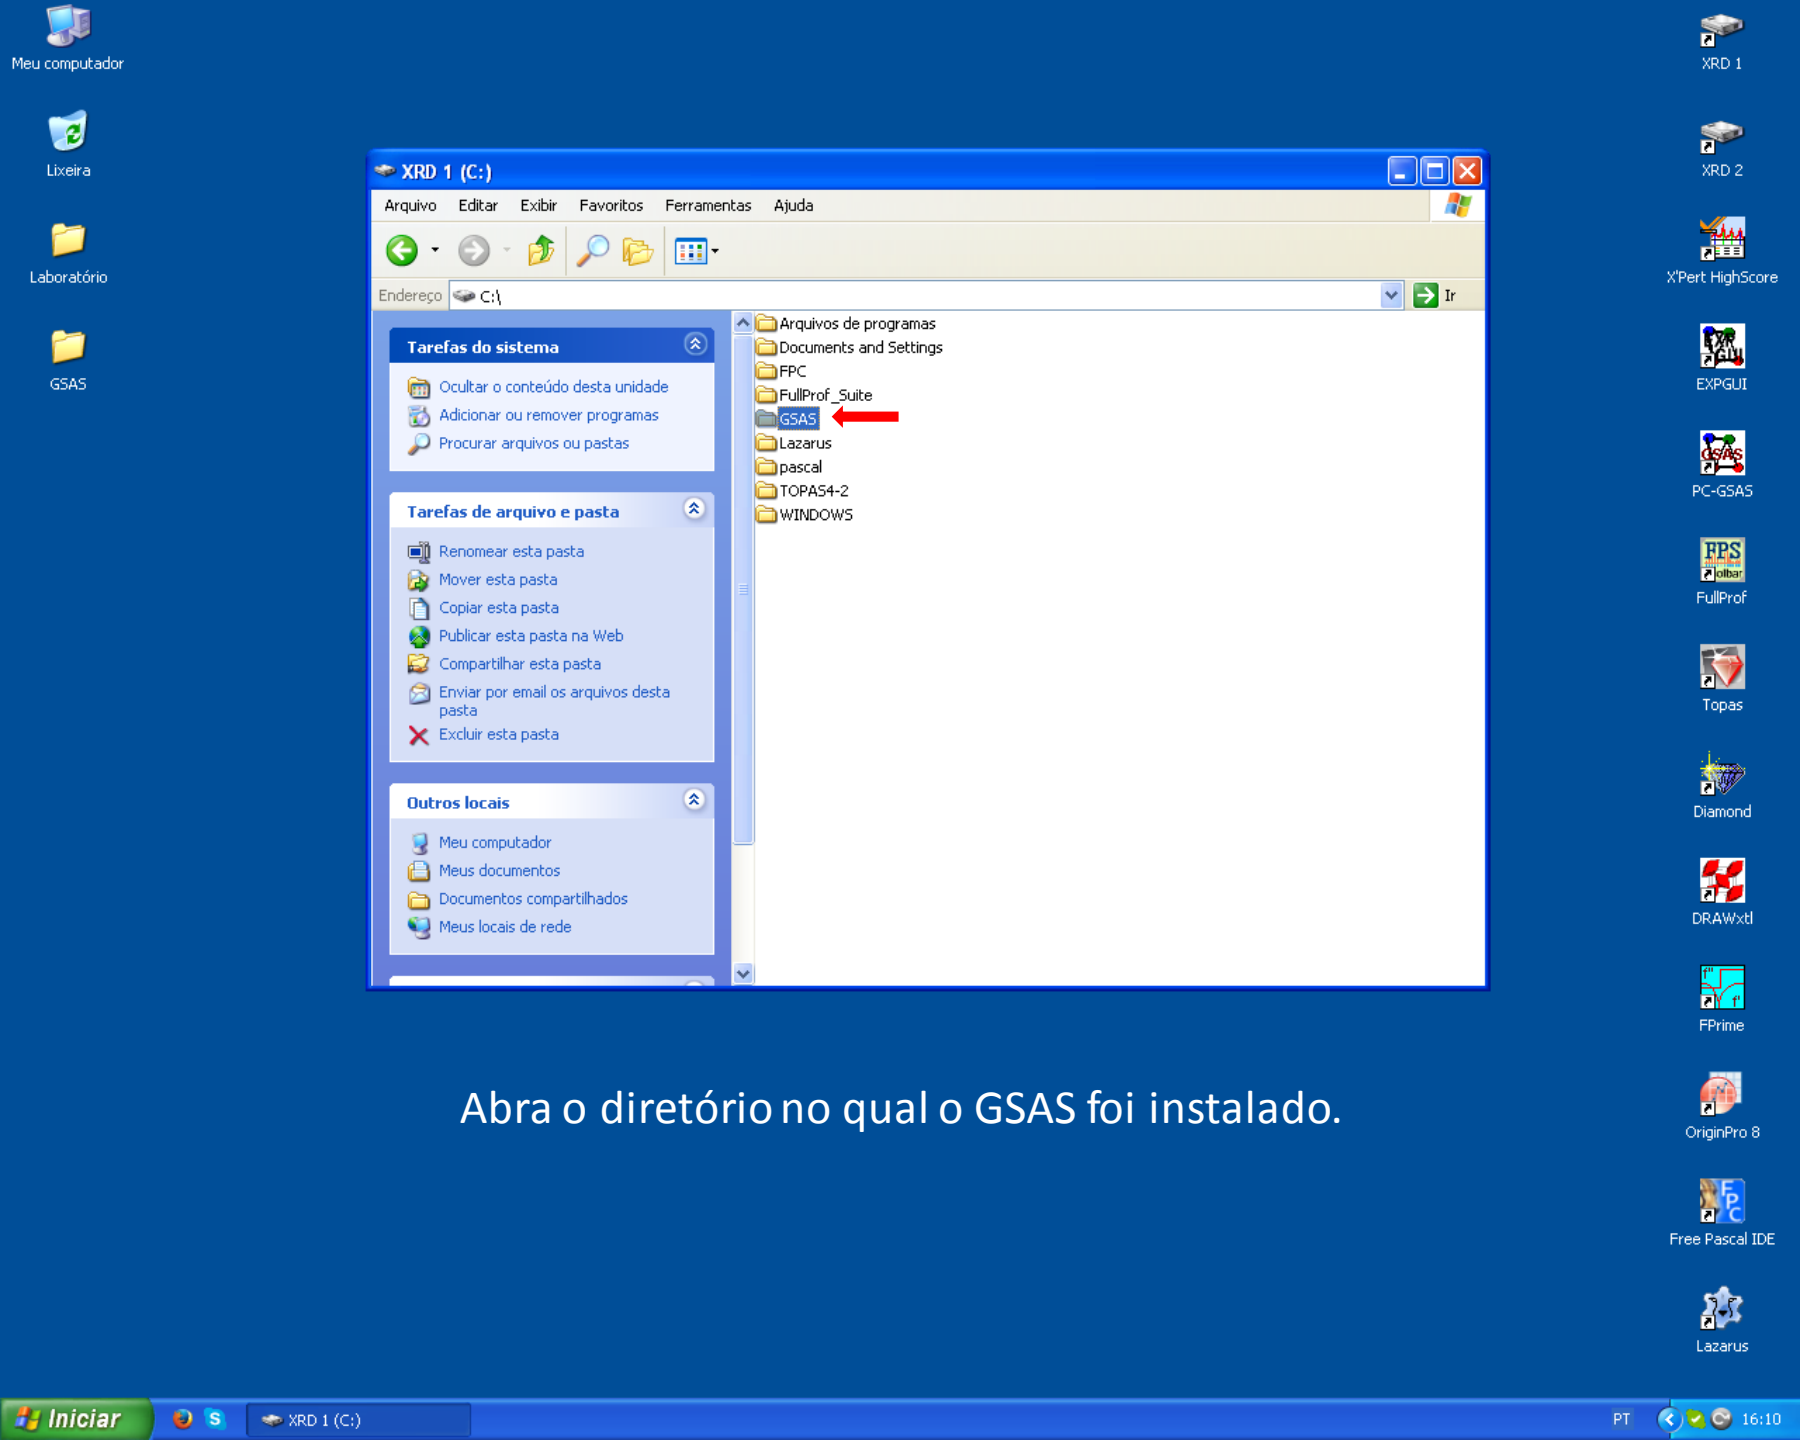 Meu computador
Lixeira
Laboratório
GSAS
XRD 1 (C:)
Arquivo Editar Exibir Favoritos Ferramentas Ajuda
Endereço C:\ Ir
Tarefas do sistema
Ocultar o conteúdo desta unidade
Adicionar ou remover programas
Procurar arquivos ou pastas
Tarefas de arquivo e pasta
Renomear esta pasta
Mover esta pasta
Copiar esta pasta
Publicar esta pasta na Web
Compartilhar esta pasta
Enviar por email os arquivos desta
pasta
Excluir esta pasta
Outros locais
Meu computador
Meus documentos
Documentos compartilhados
Meus locais de rede
Arquivos de programas
Documents and Settings
FPC
FullProf_Suite
GSAS
Lazarus
pascal
TOPAS4-2
WINDOWS
Abra o diretório no qual o GSAS foi instalado.
XRD 1
XRD 2
X'Pert HighScore
EXPGUI
GSAS
PC-GSAS
FPS
olbar
FullProf
Topas
Diamond
DRAWxtl
f"
f'
FPrime
OriginPro 8
FPC
Free Pascal IDE
Lazarus
Iniciar
XRD 1 (C:)
PT
16:10